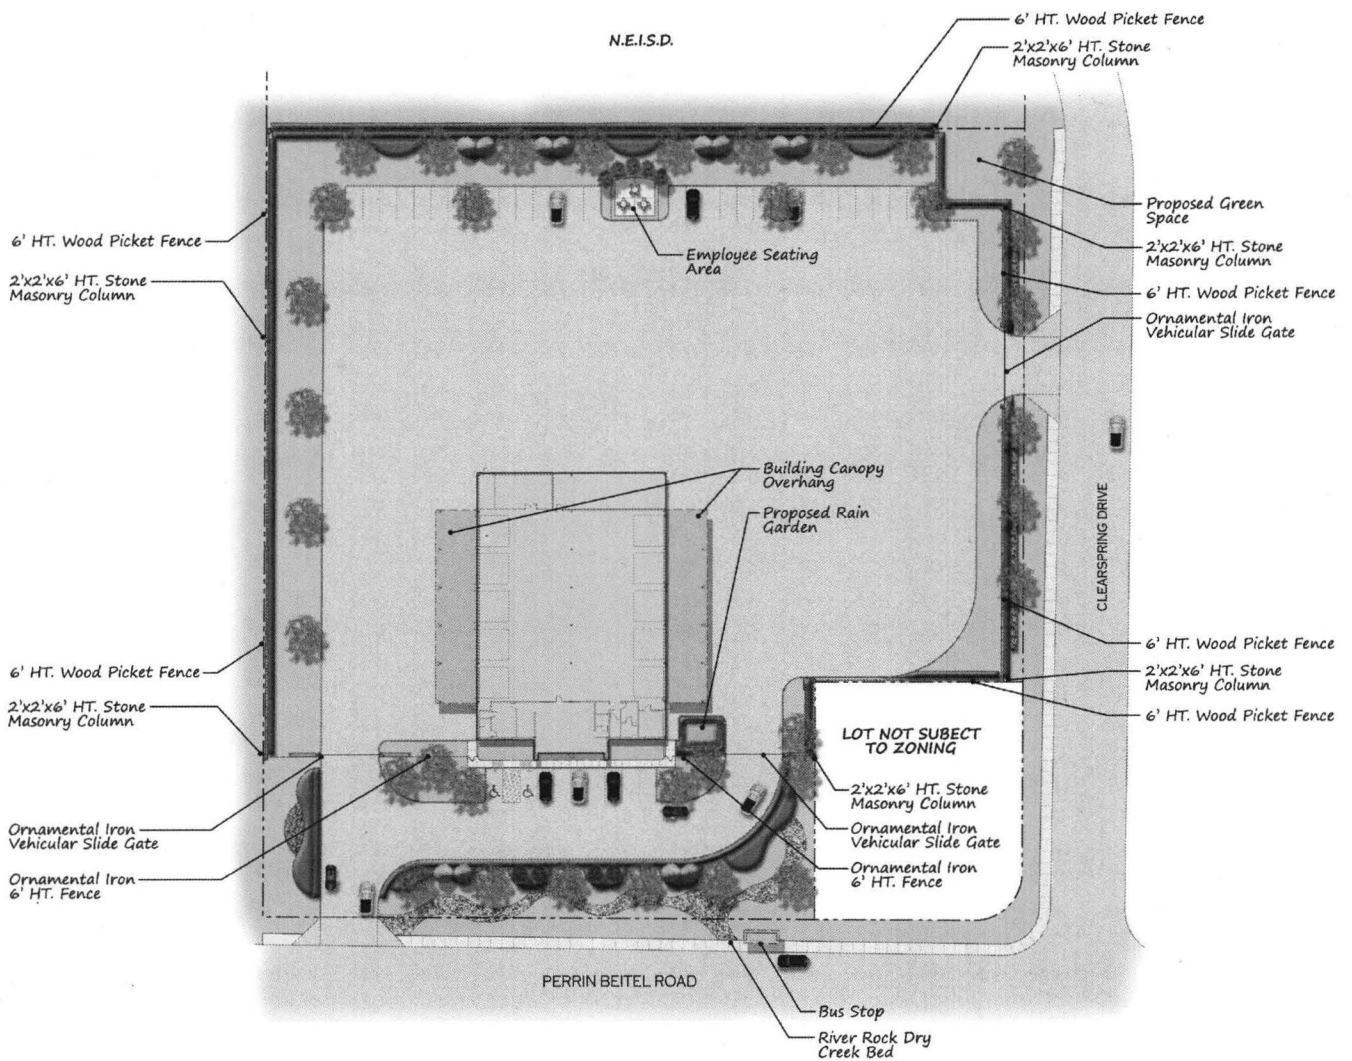 N.E.I.S.D.
6' HT. Wood Picket Fence
2'x2'x6' HT. Stone
Masonry Column
Proposed Green
Space
2'x2'x6' HT. Stone
Masonry Column
6' HT. Wood Picket Fence
Ornamental Iron
Vehicular Slide Gate
6' HT. Wood Picket Fence
2'x2'x6' HT. Stone
Masonry Column
Employee Seating
Area
Building Canopy
Overhang
Proposed Rain
Garden
CLEARSPRING DRIVE
6' HT. Wood Picket Fence
2'x2'x6' HT. Stone
Masonry Column
6' HT. Wood Picket Fence
6' HT. Wood Picket Fence
2'x2'x6' HT. Stone
Masonry Column
LOT NOT SUBECT
TO ZONING
2'x2'x6' HT. Stone
Masonry Column
Ornamental Iron
Vehicular Slide Gate
Ornamental Iron
6' HT. Fence
Ornamental Iron
Vehicular Slide Gate
Ornamental Iron
6' HT. Fence
PERRIN BEITEL ROAD
Bus Stop
River Rock Dry
Creek Bed